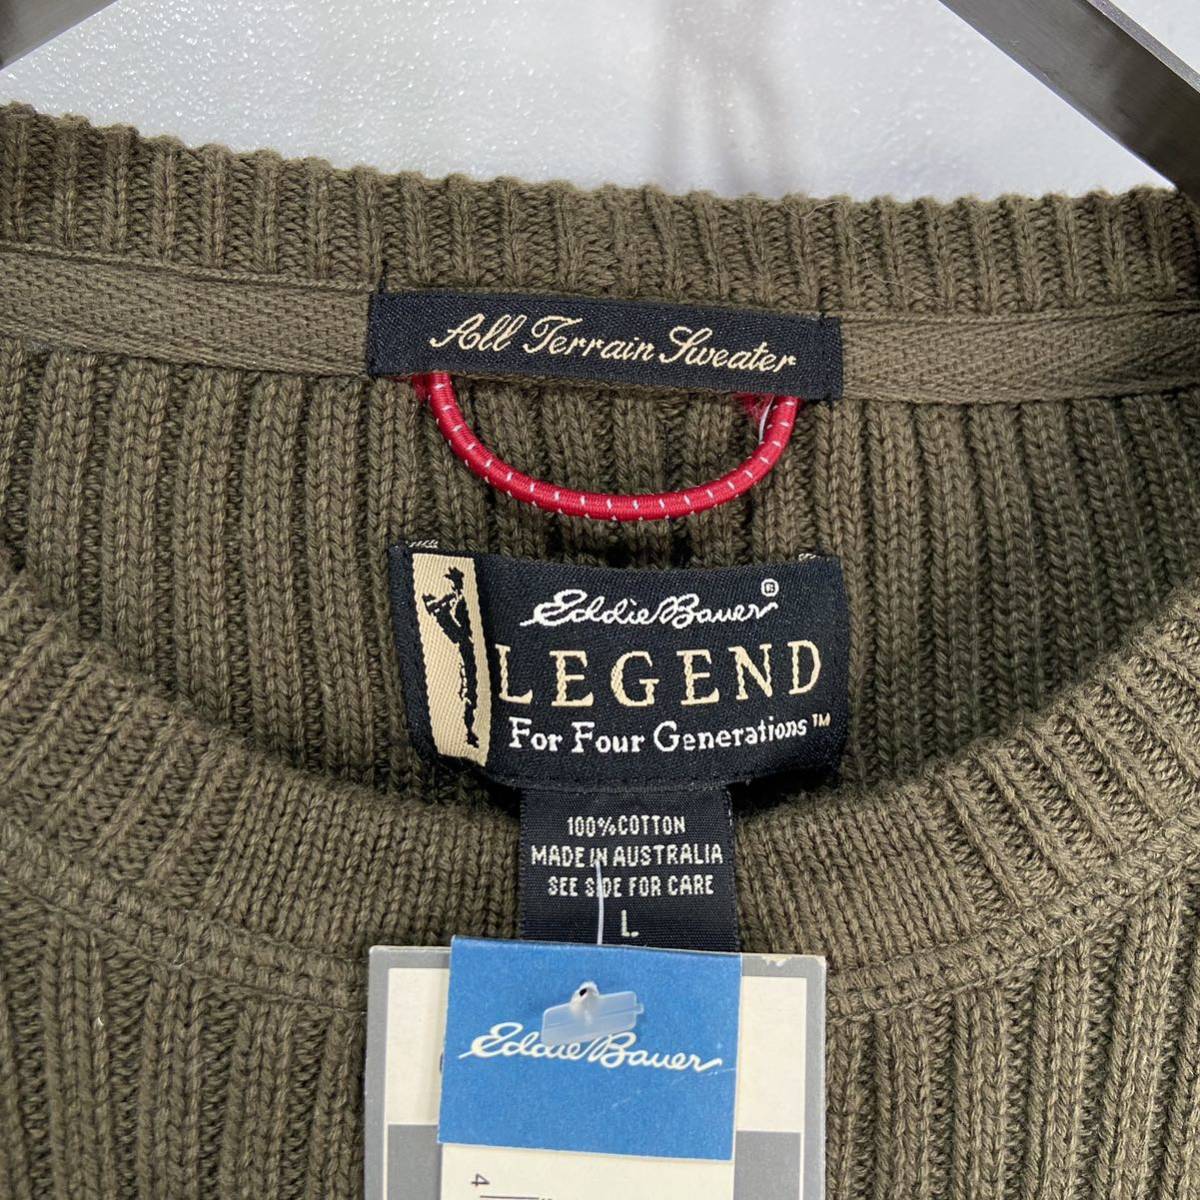 All Terrain Sweater
Eddie Bauer®
LEGEND
For Four Generations™
100% COTTON
MADE IN AUSTRALIA
SEE SIDE FOR CARE
L
Eddie Bauer
4